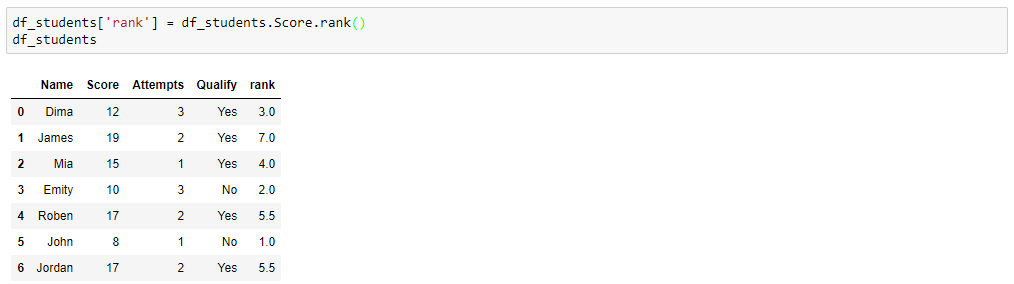 df_students['rank'] = df_students.Score.rank()
df_students
Name Score Attempts Qualify rank
0 Dima 12 3 Yes 3.0
1 James 19 2 Yes 7.0
2 Mia 15 1 Yes 4.0
3 Emity 10 3 No 2.0
4 Roben 17 2 Yes 5.5
5 John 8 1 No 1.0
6 Jordan 17 2 Yes 5.5